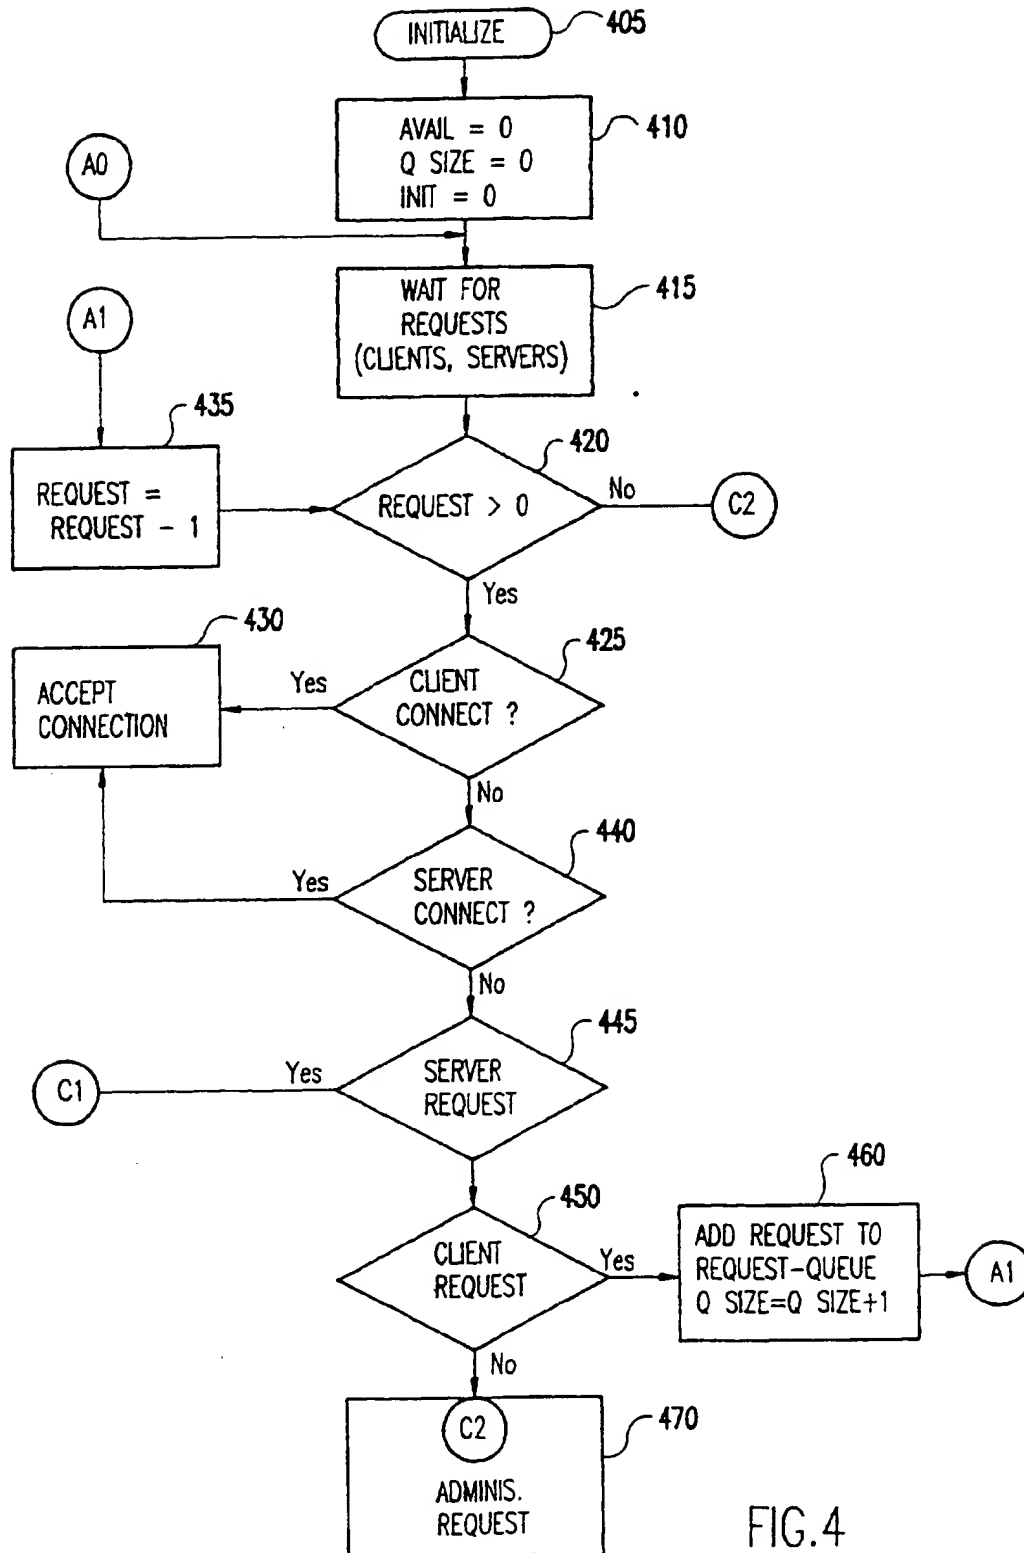 INITIALIZE
405
AVAIL = 0
Q SIZE = 0
INIT = 0
410
A0
WAIT FOR
REQUESTS
(CLIENTS, SERVERS)
415
A1
435
REQUEST =
REQUEST - 1
REQUEST > 0
420
No
C2
Yes
430
ACCEPT
CONNECTION
Yes
CLIENT
CONNECT ?
425
No
Yes
SERVER
CONNECT ?
440
No
C1
Yes
SERVER
REQUEST
445
CLIENT
REQUEST
450
Yes
460
ADD REQUEST TO
REQUEST-QUEUE
Q SIZE=Q SIZE+1
A1
No
C2
ADMINIS.
REQUEST
470
FIG.4